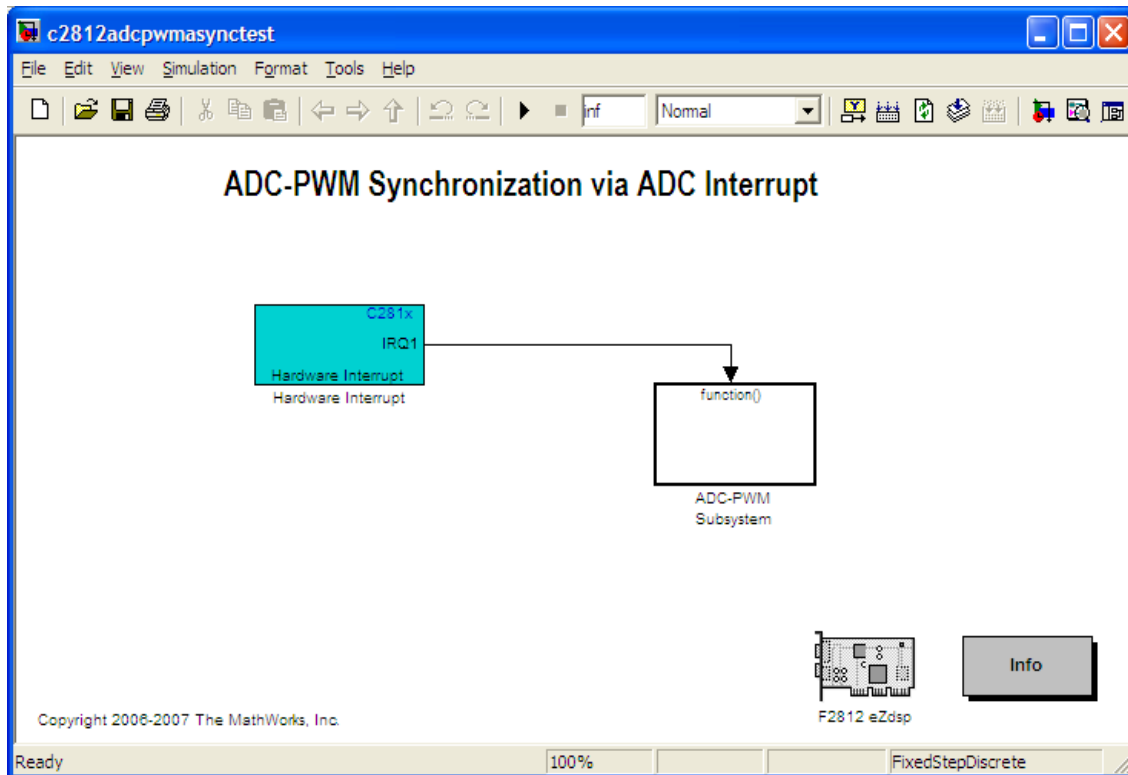 c2812adcpwmasynctest
File Edit View Simulation Format Tools Help
inf Normal
ADC-PWM Synchronization via ADC Interrupt
C281x
IRQ1
Hardware Interrupt
Hardware Interrupt
function()
ADC-PWM
Subsystem
Info
F2812 eZdsp
Copyright 2006-2007 The MathWorks, Inc.
Ready 100% FixedStepDiscrete